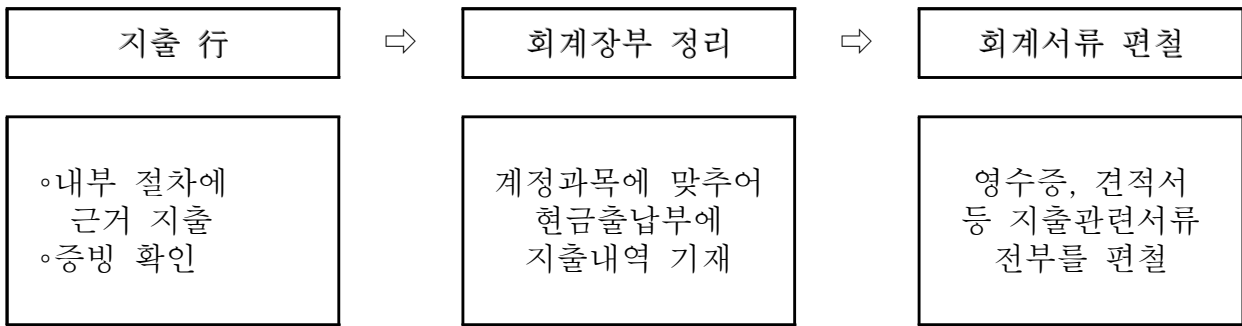 지출 行 ⇨ 회계장부 정리 ⇨ 회계서류 편철
◦내부 절차에
근거 지출
◦증빙 확인
계정과목에 맞추어
현금출납부에
지출내역 기재
영수증, 견적서
등 지출관련서류
전부를 편철